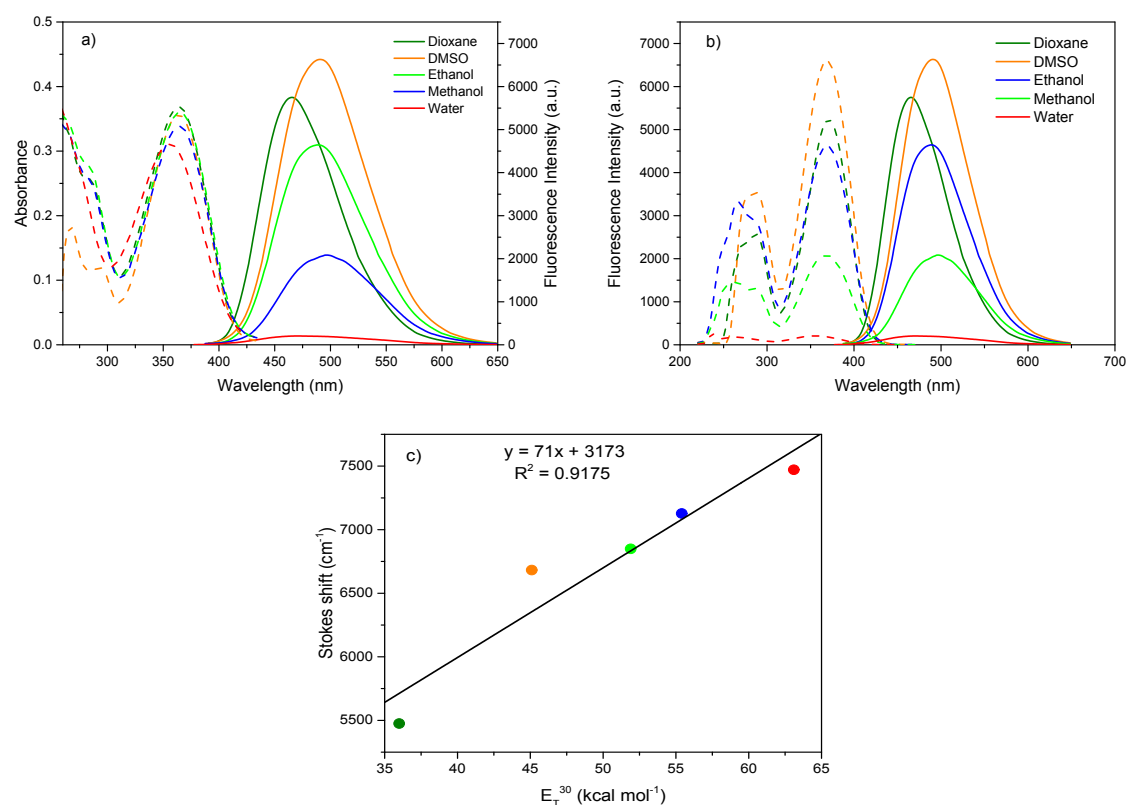 a)
Dioxane
DMSO
Ethanol
Methanol
Water
Absorbance
0.5
0.4
0.3
0.2
0.1
0.0
300
350
400
450
500
550
600
650
Wavelength (nm)
7000
6000
5000
4000
3000
2000
1000
0
Fluorescence Intensity (a.u.)
b)
Dioxane
DMSO
Ethanol
Methanol
Water
Fluorescence Intensity (a.u.)
7000
6000
5000
4000
3000
2000
1000
0
200
300
400
500
600
700
Wavelength (nm)
c)
y = 71x + 3173
R² = 0.9175
Stokes shift (cm⁻¹)
7500
7000
6500
6000
5500
35
40
45
50
55
60
65
E_T³⁰ (kcal mol⁻¹)